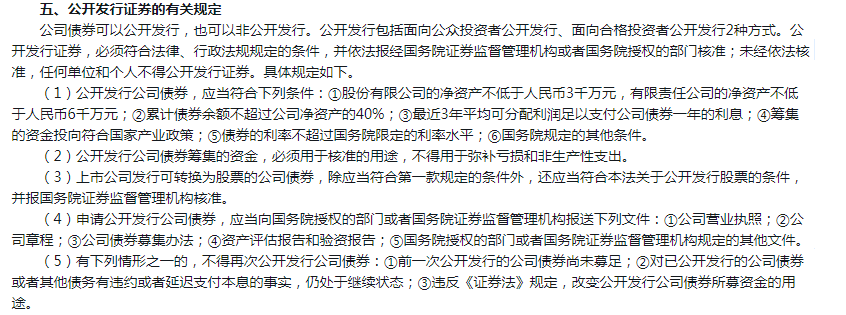 五、公开发行证券的有关规定
公司债券可以公开发行，也可以非公开发行。公开发行包括面向公众投资者公开发行、面向合格投资者公开发行2种方式。公
开发行证券，必须符合法律、行政法规规定的条件，并依法报经国务院证券监督管理机构或者国务院授权的部门核准；未经依法核
准，任何单位和个人不得公开发行证券。具体规定如下。
（1）公开发行公司债券，应当符合下列条件：①股份有限公司的净资产不低于人民币3千万元，有限责任公司的净资产不低
于人民币6千万元；②累计债券余额不超过公司净资产的40%；③最近3年平均可分配利润足以支付公司债券一年的利息；④筹集
的资金投向符合国家产业政策；⑤债券的利率不超过国务院限定的利率水平；⑥国务院规定的其他条件。
（2）公开发行公司债券筹集的资金，必须用于核准的用途，不得用于弥补亏损和非生产性支出。
（3）上市公司发行可转换为股票的公司债券，除应当符合第一款规定的条件外，还应当符合本法关于公开发行股票的条件，
并报国务院证券监督管理机构核准。
（4）申请公开发行公司债券，应当向国务院授权的部门或者国务院证券监督管理机构报送下列文件：①公司营业执照；②公
司章程；③公司债券募集办法；④资产评估报告和验资报告；⑤国务院授权的部门或者国务院证券监督管理机构规定的其他文件。
（5）有下列情形之一的，不得再次公开发行公司债券：①前一次公开发行的公司债券尚未募足；②对已公开发行的公司债券
或者其他债务有违约或者延迟支付本息的事实，仍处于继续状态；③违反《证券法》规定，改变公开发行公司债券所募资金的用
途。